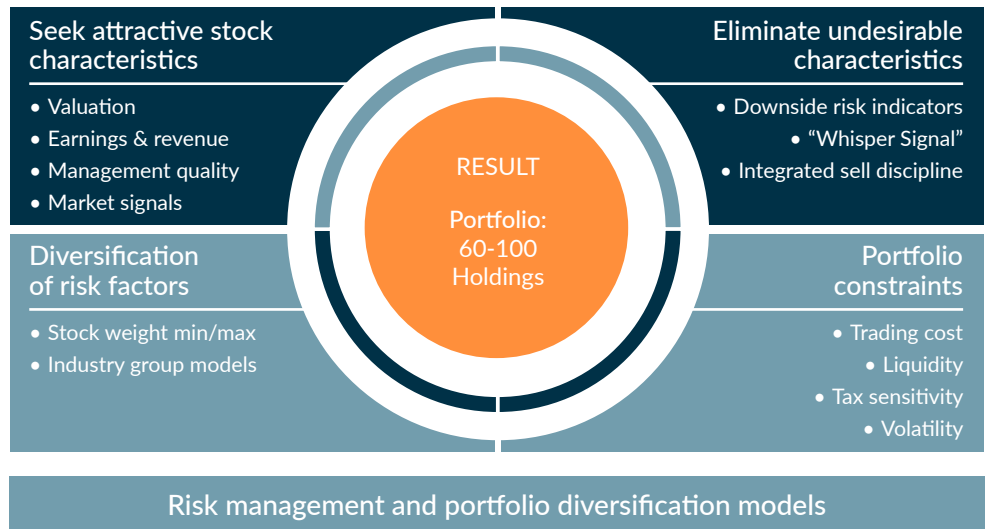 Seek attractive stock
characteristics
• Valuation
• Earnings & revenue
• Management quality
• Market signals
Eliminate undesirable
characteristics
• Downside risk indicators
• “Whisper Signal”
• Integrated sell discipline
RESULT
Portfolio:
60-100
Holdings
Diversification
of risk factors
• Stock weight min/max
• Industry group models
Portfolio
constraints
• Trading cost
• Liquidity
• Tax sensitivity
• Volatility
Risk management and portfolio diversification models